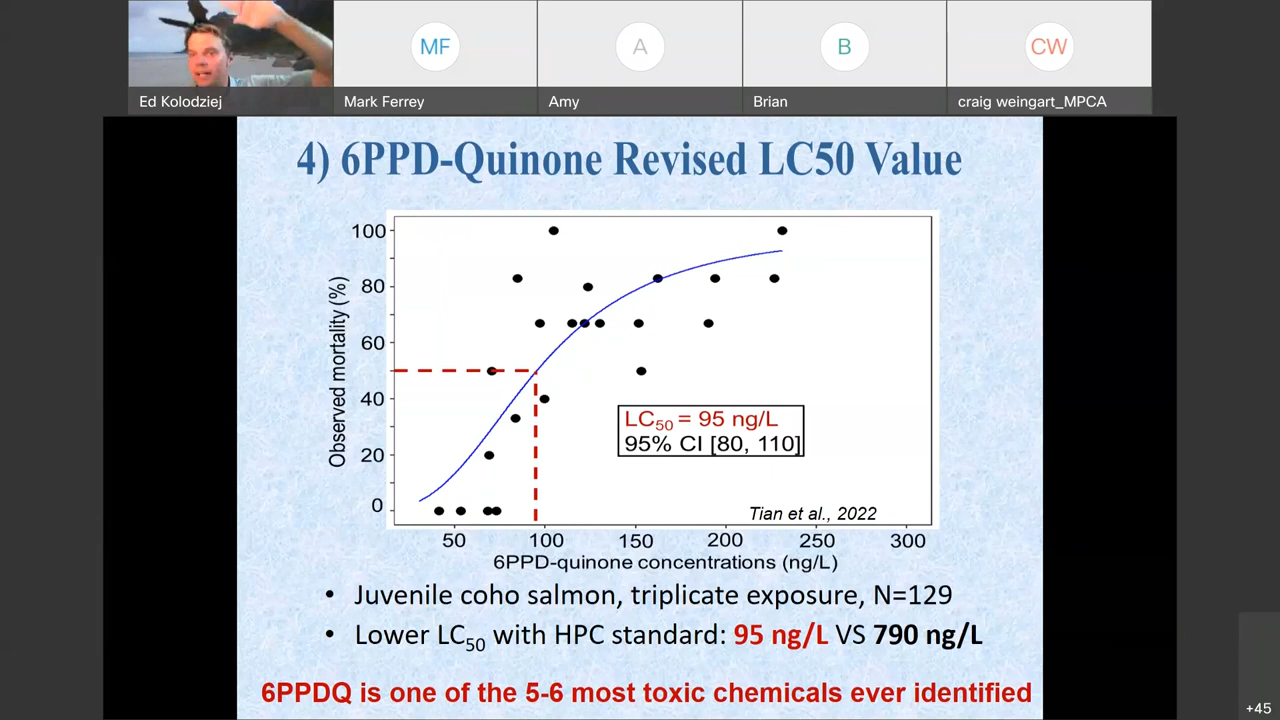 MF
A
B
CW
Ed Kolodziej
Mark Ferrey
Amy
Brian
craig weingart_MPCA
4) 6PPD-Quinone Revised LC50 Value
Observed mortality (%)
100
80
60
40
20
0
LC50 = 95 ng/L
95% CI [80, 110]
Tian et al., 2022
50 100 150 200 250 300
6PPD-quinone concentrations (ng/L)
• Juvenile coho salmon, triplicate exposure, N=129
• Lower LC50 with HPC standard: 95 ng/L VS 790 ng/L
6PPDQ is one of the 5-6 most toxic chemicals ever identified
+45